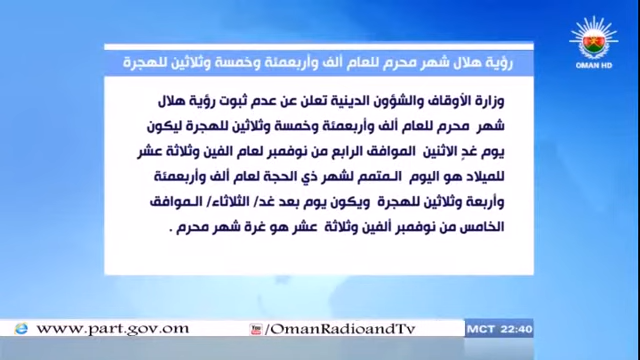 OMAN HD
رؤية هلال شهر محرم للعام ألف وأربعمئة وخمسة وثلاثين للهجرة
وزارة الأوقاف والشؤون الدينية تعلن عن عدم ثبوت رؤية هلال
شهر محرم للعام ألف وأربعمئة وخمسة وثلاثين للهجرة ليكون
يوم غدِ الاثنين الموافق الرابع من نوفمبر لعام الفين وثلاثة عشر
للميلاد هو اليوم المتمم لشهر ذي الحجة لعام ألف وأربعمئة
وأربعة وثلاثين للهجرة ويكون يوم بعد غد/ الثلاثاء/ الموافق
الخامس من نوفمبر ألفين وثلاثة عشر هو غرة شهر محرم .
www.part.gov.om You Tube /OmanRadioandTv MCT 22:40